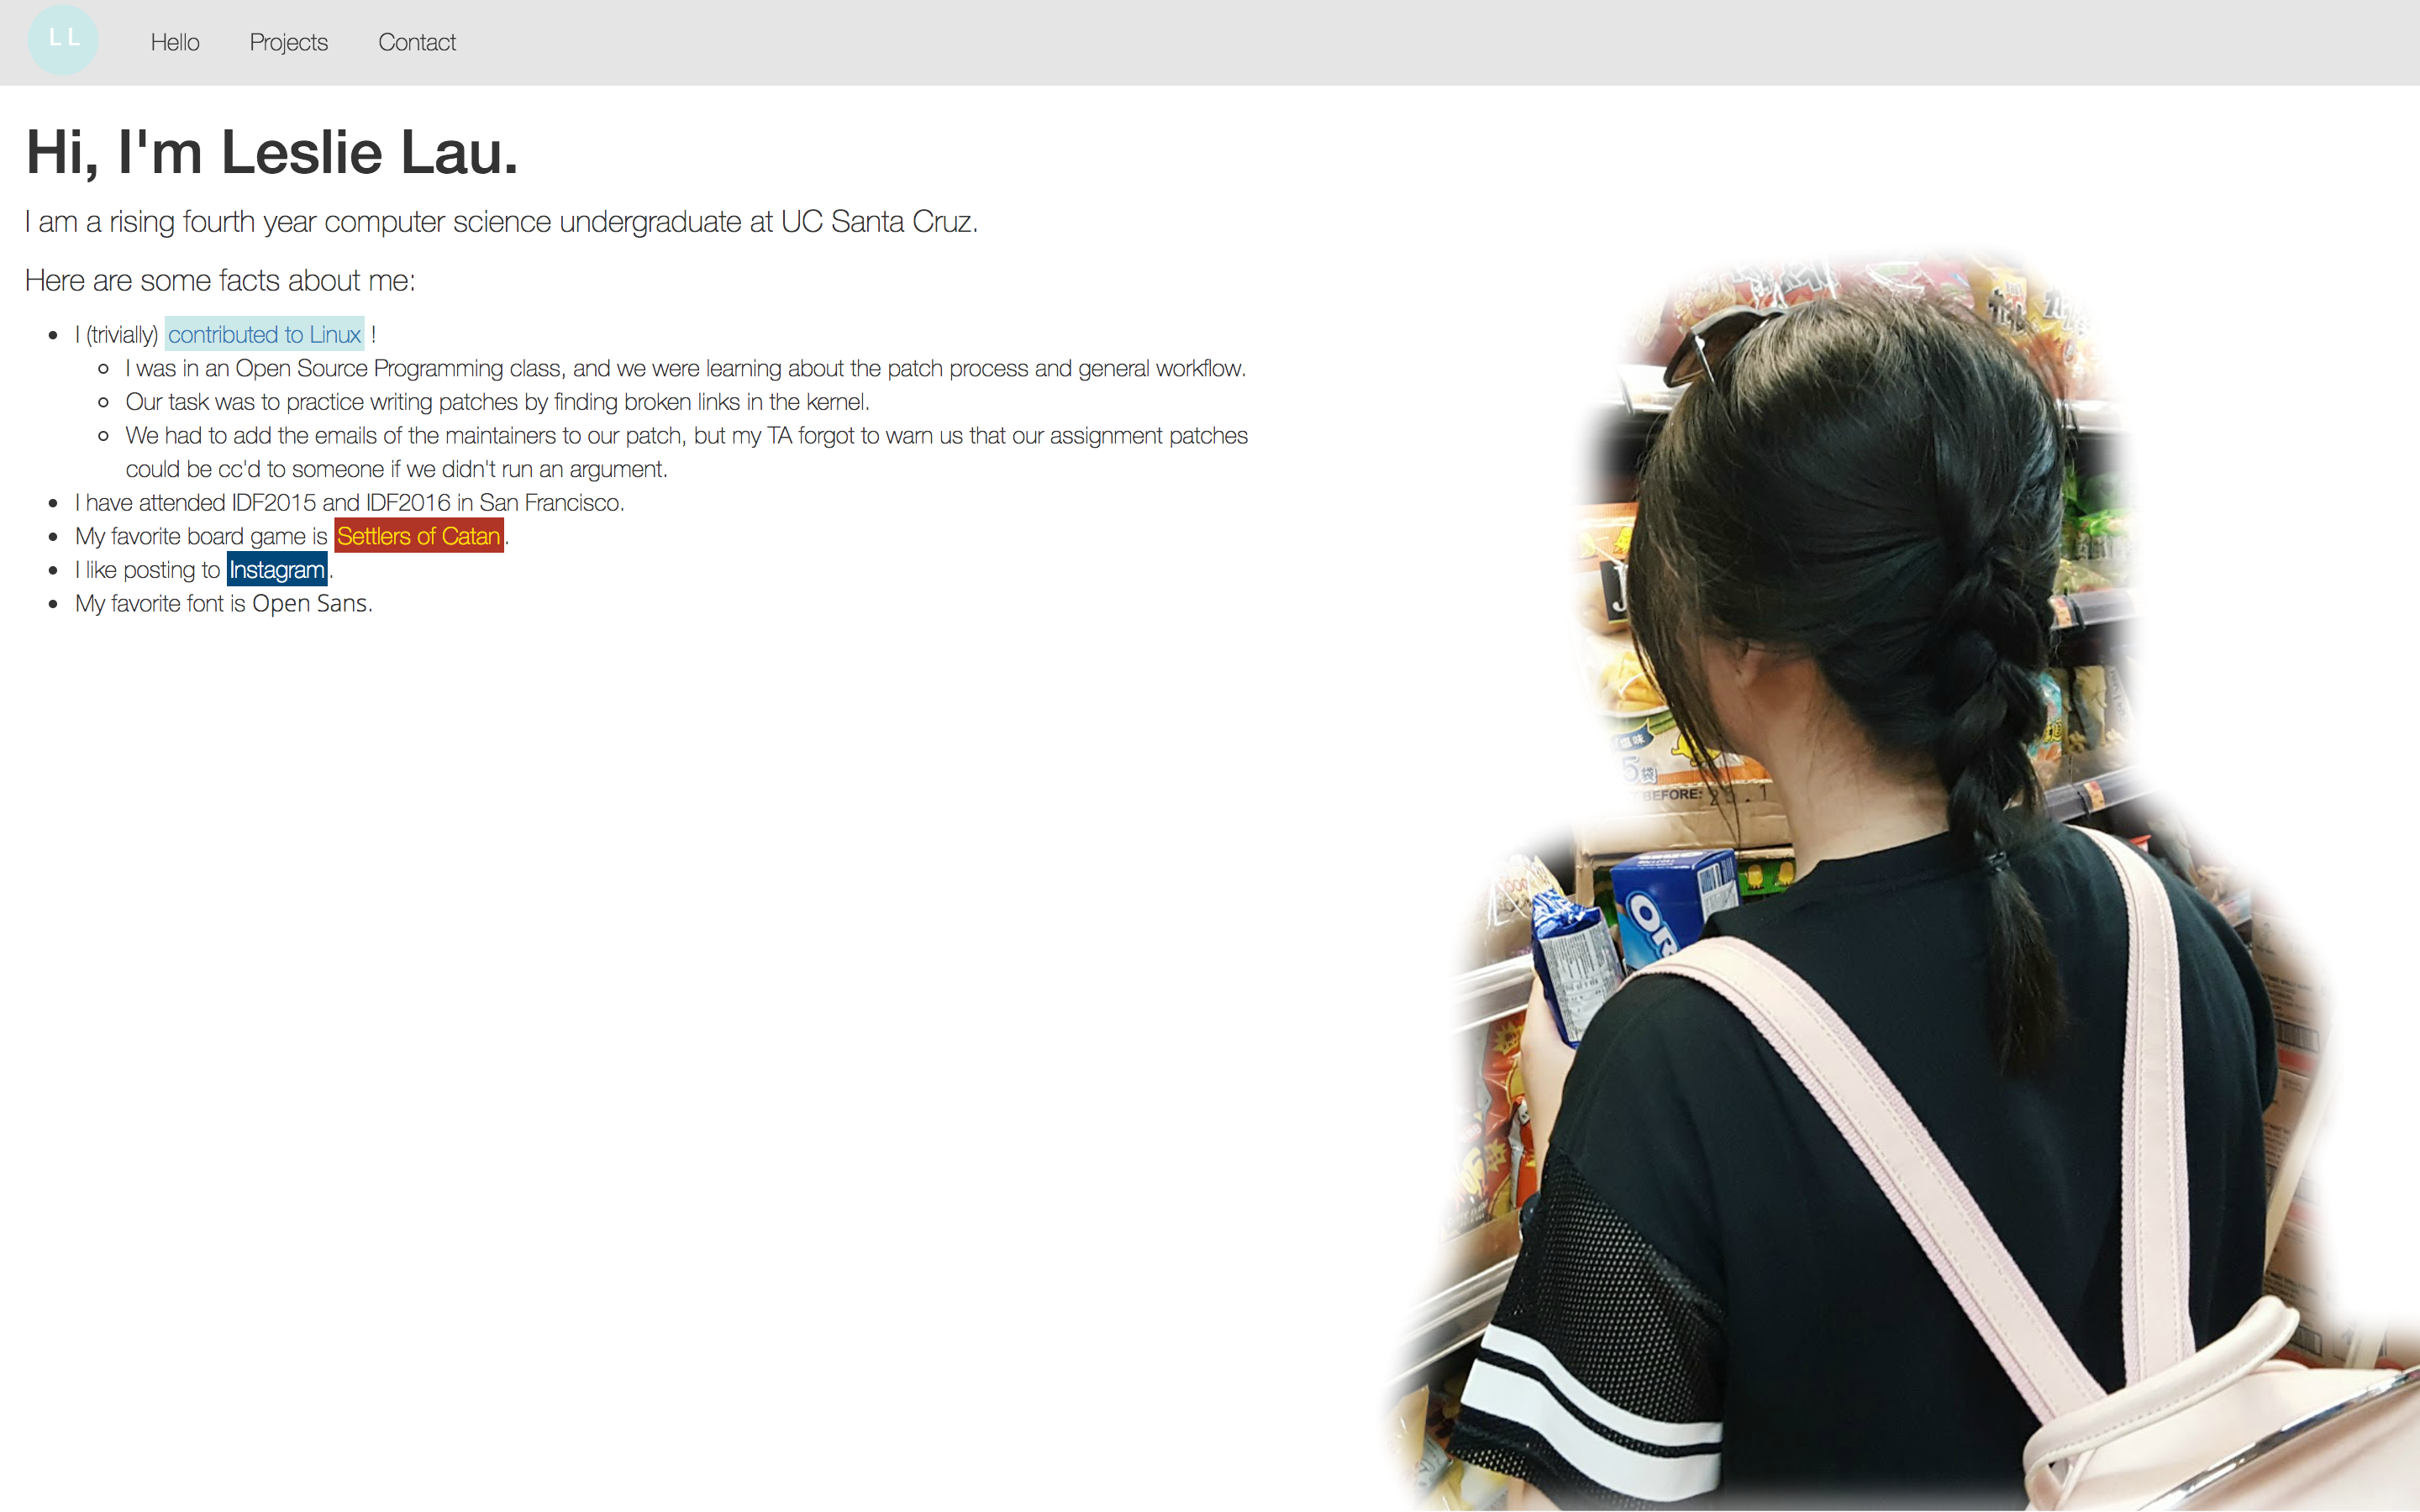 LL
Hello Projects Contact
Hi, I'm Leslie Lau.
I am a rising fourth year computer science undergraduate at UC Santa Cruz.
Here are some facts about me:
I (trivially) contributed to Linux !
I was in an Open Source Programming class, and we were learning about the patch process and general workflow.
Our task was to practice writing patches by finding broken links in the kernel.
We had to add the emails of the maintainers to our patch, but my TA forgot to warn us that our assignment patches
could be cc'd to someone if we didn't run an argument.
I have attended IDF2015 and IDF2016 in San Francisco.
My favorite board game is Settlers of Catan.
I like posting to Instagram.
My favorite font is Open Sans.
J
味
5袋
BEFORE:
OR